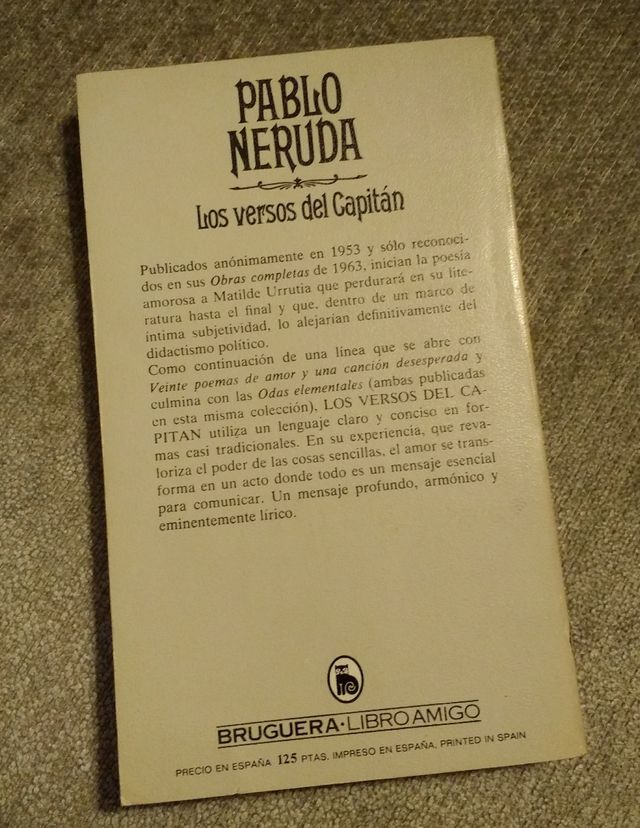 PABLO
NERUDA
Los versos del Capitán
Publicados anónimamente en 1953 y sólo reconoci-
dos en sus Obras completas de 1963, inician la poesía
amorosa a Matilde Urrutia que perdurará en su lite-
ratura hasta el final y que, dentro de un marco de
íntima subjetividad, lo alejarían definitivamente del
didactismo político.
Como continuación de una línea que se abre con
Veinte poemas de amor y una canción desesperada y
culmina con las Odas elementales (ambas publicadas
en esta misma colección), LOS VERSOS DEL CA-
PITAN utiliza un lenguaje claro y conciso en for-
mas casi tradicionales. En su experiencia, que reva-
loriza el poder de las cosas sencillas, el amor se trans-
forma en un acto donde todo es un mensaje esencial
para comunicar. Un mensaje profundo, armónico y
eminentemente lírico.
BRUGUERA·LIBRO AMIGO
PRECIO EN ESPAÑA 125 PTAS. IMPRESO EN ESPAÑA. PRINTED IN SPAIN